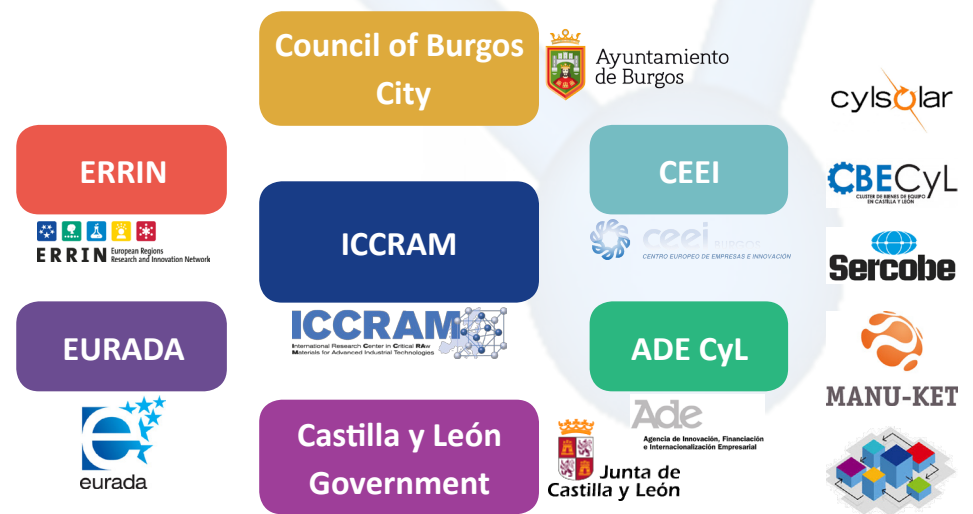 Council of Burgos
City
Ayuntamiento
de Burgos
cylsolar
ERRIN
CEEI
CBECyL
CLUSTER DE BIENES DE EQUIPO
EN CASTILLA Y LEÓN
ICCRAM
ERRIN European Regions
Research and Innovation Network
ceei BURGOS
CENTRO EUROPEO DE EMPRESAS E INNOVACIÓN
Sercobe
EURADA
ICCRAM
International Research Center in Critical RAw
Materials for Advanced Industrial Technologies
ADE CyL
MANU-KET
eurada
Castilla y León
Government
Ade
Agencia de Innovación, Financiación
e Internacionalización Empresarial
Junta de
Castilla y León